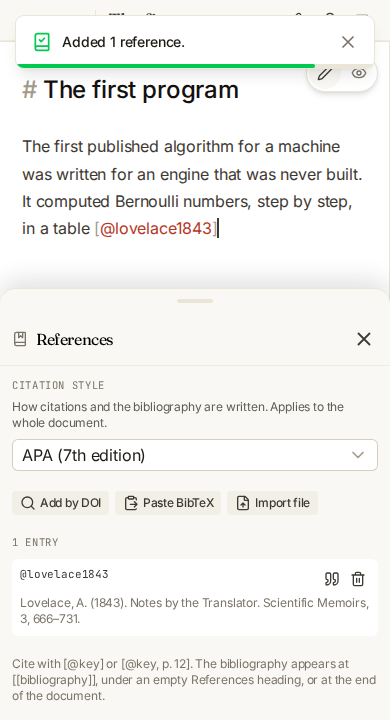 Added 1 reference.
# The first program
The first published algorithm for a machine
was written for an engine that was never built.
It computed Bernoulli numbers, step by step,
in a table [@lovelace1843]
References
CITATION STYLE
How citations and the bibliography are written. Applies to the
whole document.
APA (7th edition)
Add by DOI
Paste BibTeX
Import file
1 ENTRY
@lovelace1843
Lovelace, A. (1843). Notes by the Translator. Scientific Memoirs,
3, 666–731.
Cite with [@key] or [@key, p. 12]. The bibliography appears at
[[bibliography]], under an empty References heading, or at the end
of the document.